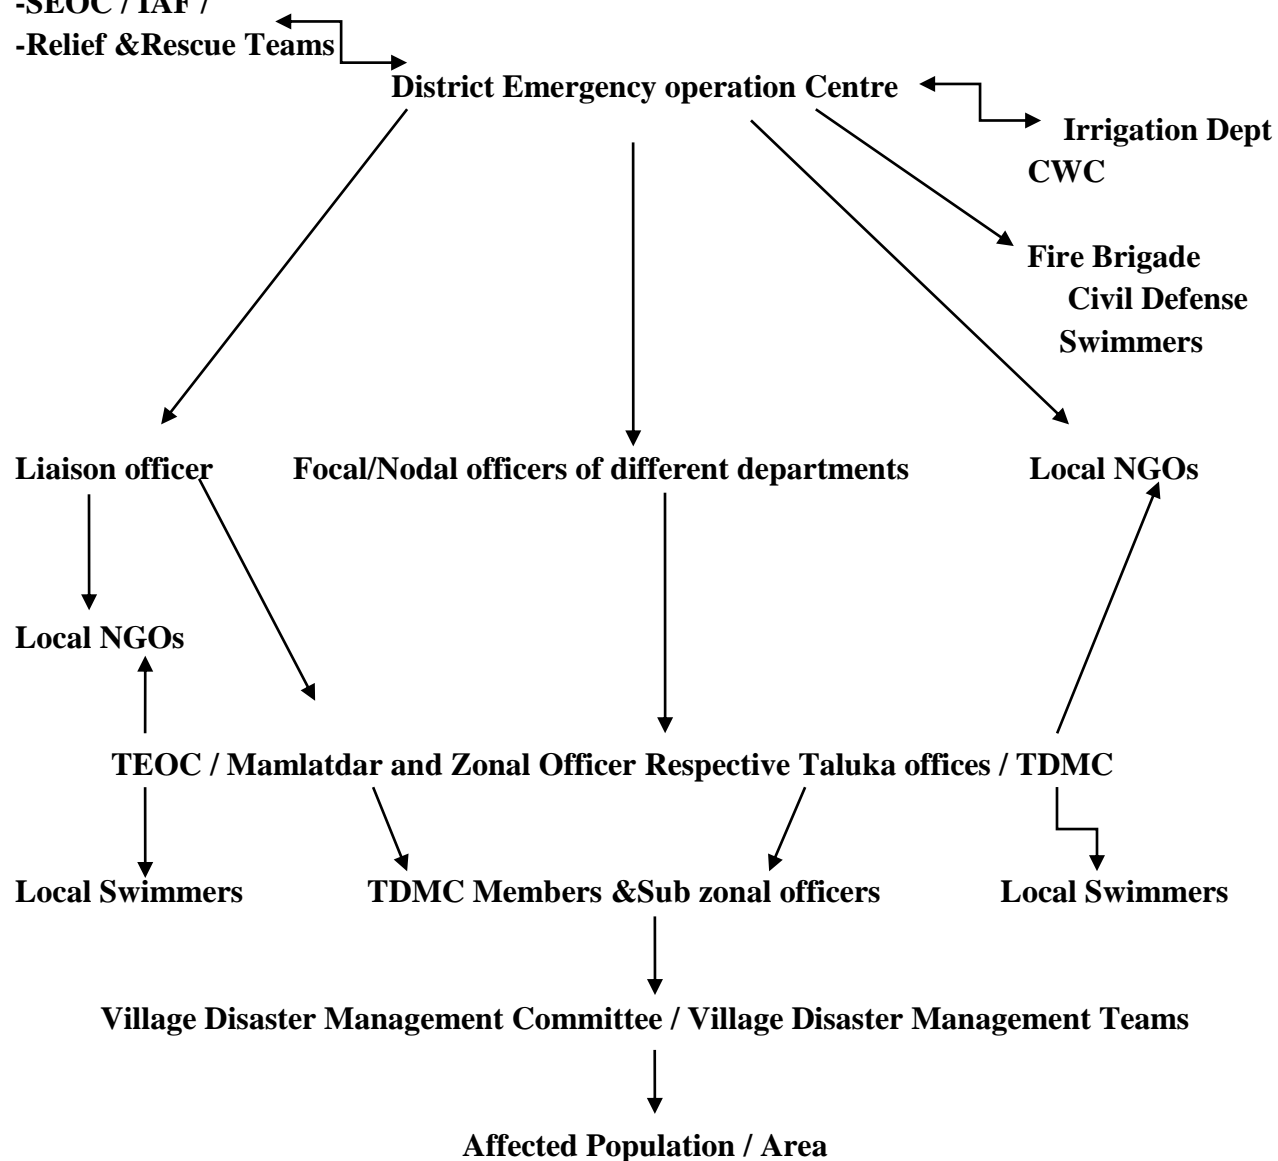 -SEOC / IAF /
-Relief &Rescue Teams
District Emergency operation Centre
Irrigation Dept
CWC
Fire Brigade
Civil Defense
Swimmers
Liaison officer Focal/Nodal officers of different departments Local NGOs
Local NGOs
TEOC / Mamlatdar and Zonal Officer Respective Taluka offices / TDMC
Local Swimmers TDMC Members &Sub zonal officers Local Swimmers
Village Disaster Management Committee / Village Disaster Management Teams
Affected Population / Area